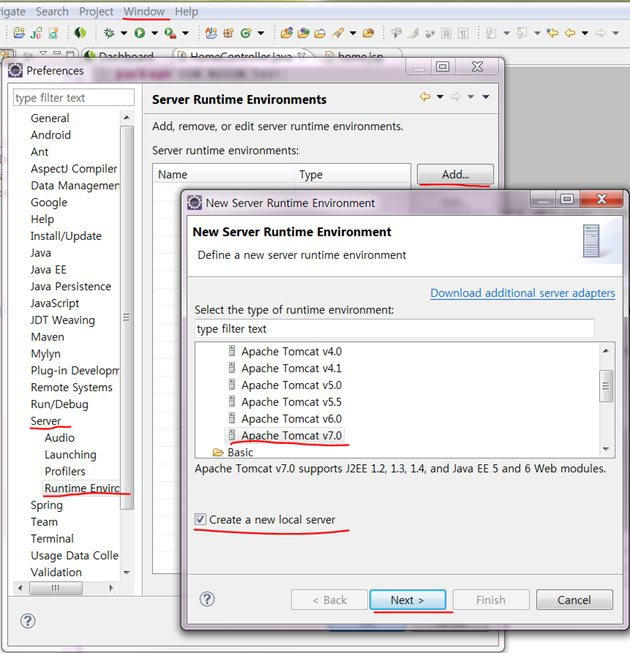 igate Search Project MyEclipse Window Help
Dashboard HomeController.java home.jsp
Preferences
type filter text
General
Android
Ant
AspectJ Compiler
Data Managemen
Google
Help
Install/Update
Java
Java EE
Java Persistence
JavaScript
JDT Weaving
Maven
Mylyn
Plug-in Developm
Remote Systems
Run/Debug
Server
Audio
Launching
Profilers
Runtime Enviro
Spring
Team
Terminal
Usage Data Colle
Validation
Server Runtime Environments
Add, remove, or edit server runtime environments.
Server runtime environments:
Name Type
Add...
New Server Runtime Environment
New Server Runtime Environment
Define a new server runtime environment
Download additional server adapters
Select the type of runtime environment:
type filter text
Apache Tomcat v4.0
Apache Tomcat v4.1
Apache Tomcat v5.0
Apache Tomcat v5.5
Apache Tomcat v6.0
Apache Tomcat v7.0
Basic
Apache Tomcat v7.0 supports J2EE 1.2, 1.3, 1.4, and Java EE 5 and 6 Web modules.
Create a new local server
< Back Next > Finish Cancel